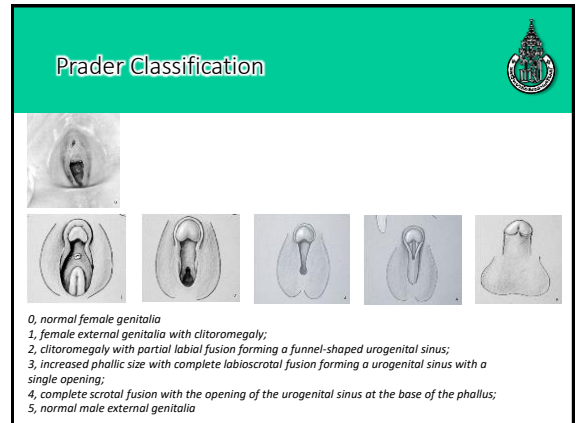 Prader Classification
0, normal female genitalia
1, female external genitalia with clitoromegaly;
2, clitoromegaly with partial labial fusion forming a funnel-shaped urogenital sinus;
3, increased phallic size with complete labioscrotal fusion forming a urogenital sinus with a
single opening;
4, complete scrotal fusion with the opening of the urogenital sinus at the base of the phallus;
5, normal male external genitalia